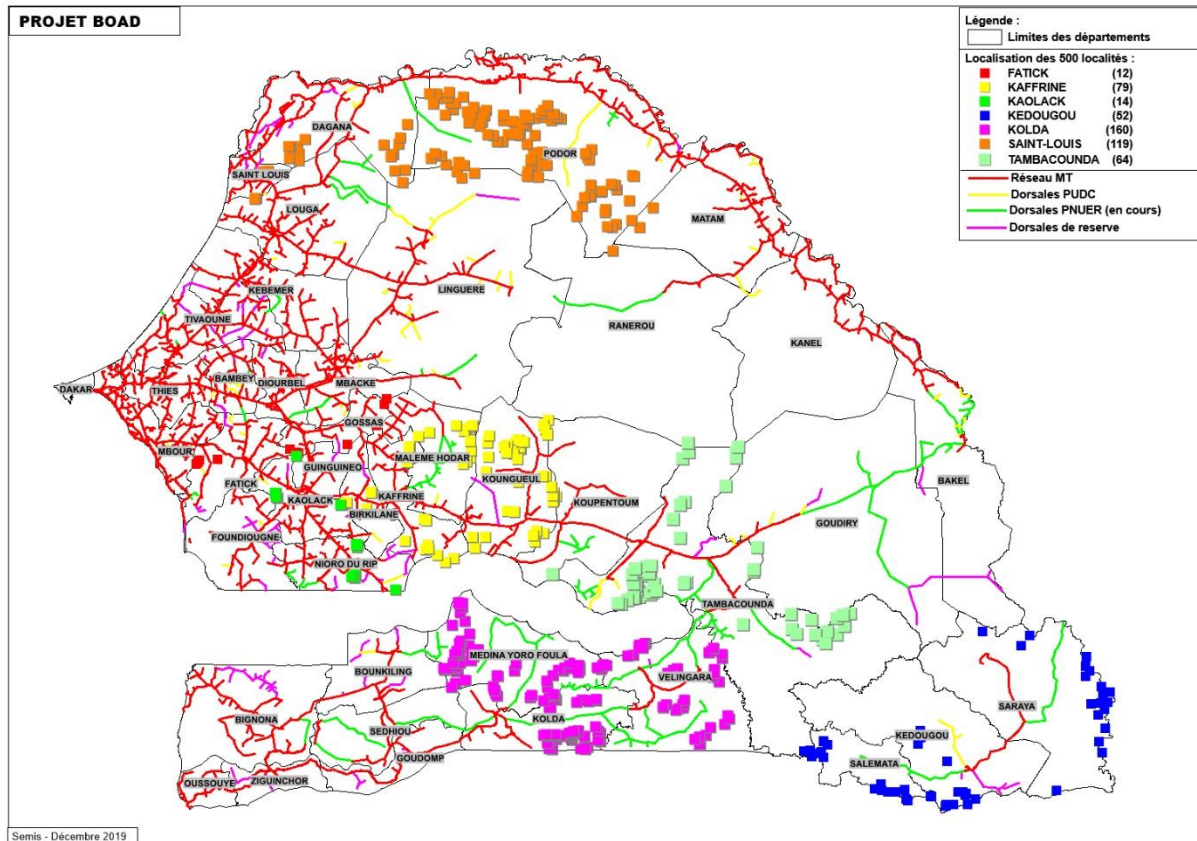 PROJET BOAD
Légende :
Limites des départements
Localisation des 500 localités :
FATICK (12)
KAFFRINE (79)
KAOLACK (14)
KEDOUGOU (52)
KOLDA (160)
SAINT-LOUIS (119)
TAMBACOUNDA (64)
Réseau MT
Dorsales PUDC
Dorsales PNUER (en cours)
Dorsales de reserve
DAGANA
PODOR
SAINT LOUIS
LOUGA
MATAM
KEBEMER
LINGUERE
TIVAOUNE
RANEROU
KANEL
DAKAR
THIES
BAMBEY
DIOURBEL
MBACKE
GOSSAS
MBOUR
GUINGUINEO
MALEME HODAR
KOUNGUEUL
BAKEL
FATICK
KAOLACK
KAFFRINE
KOUPENTOUM
BIRKILANE
GOUDIRY
FOUNDIOUGNE
NIORO DU RIP
TAMBACOUNDA
MEDINA YORO FOULA
BOUNKILING
VELINGARA
SARAYA
BIGNONA
KOLDA
SEDHIOU
KEDOUGOU
GOUDOMP
SALEMATA
OUSSOUYE
ZIGUINCHOR
Semis - Décembre 2019